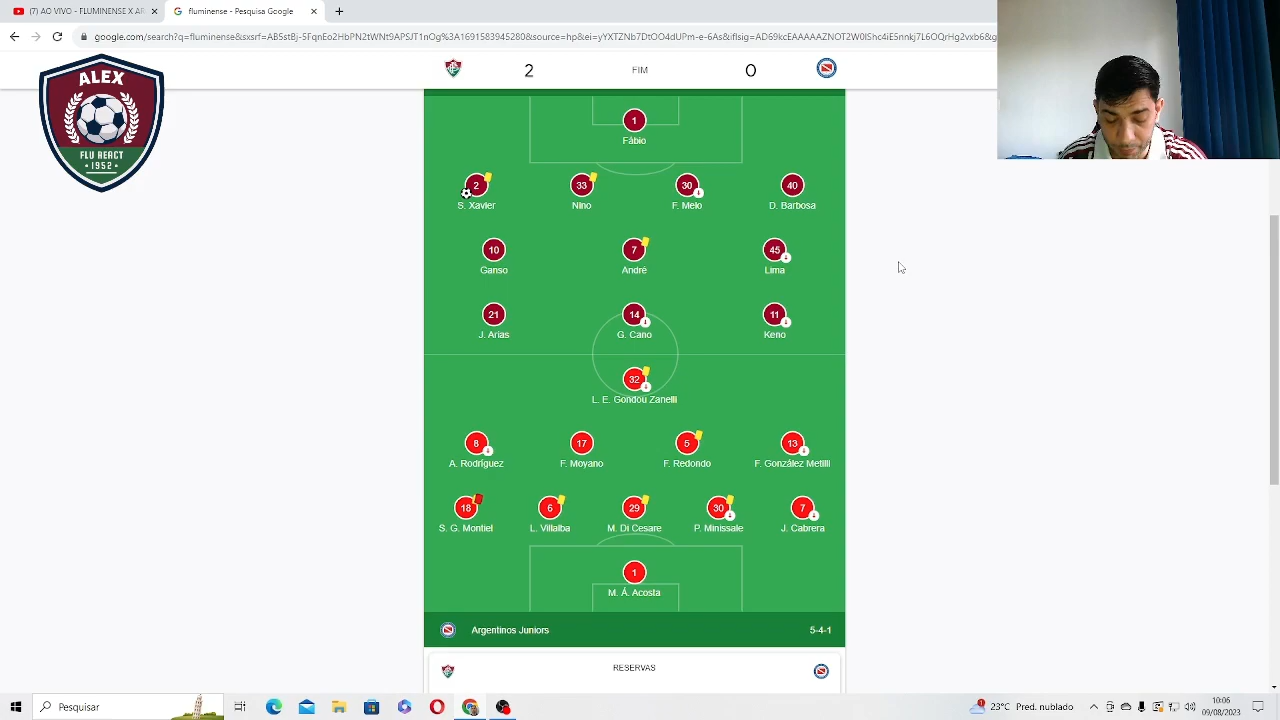 (7) AO VIVO - FLUMINENSE X AR
fluminense - Pesquisa Google
ALEX
FLU REACT
1952
2 FIM 0
1
Fábio
2 33 30 40
S. Xavier Nino F. Melo D. Barbosa
10 7 45
Ganso André Lima
21 14 11
J. Arias G. Cano Keno
32
L. E. Gondou Zanelli
8 17 5 13
A. Rodríguez F. Moyano F. Redondo F. González Metilli
18 6 29 30 7
S. G. Montiel L. Villalba M. Di Cesare P. Minissale J. Cabrera
1
M. Á. Acosta
Argentinos Juniors 5-4-1
RESERVAS
Pesquisar
23°C Pred. nublado
10:06
09/08/2023